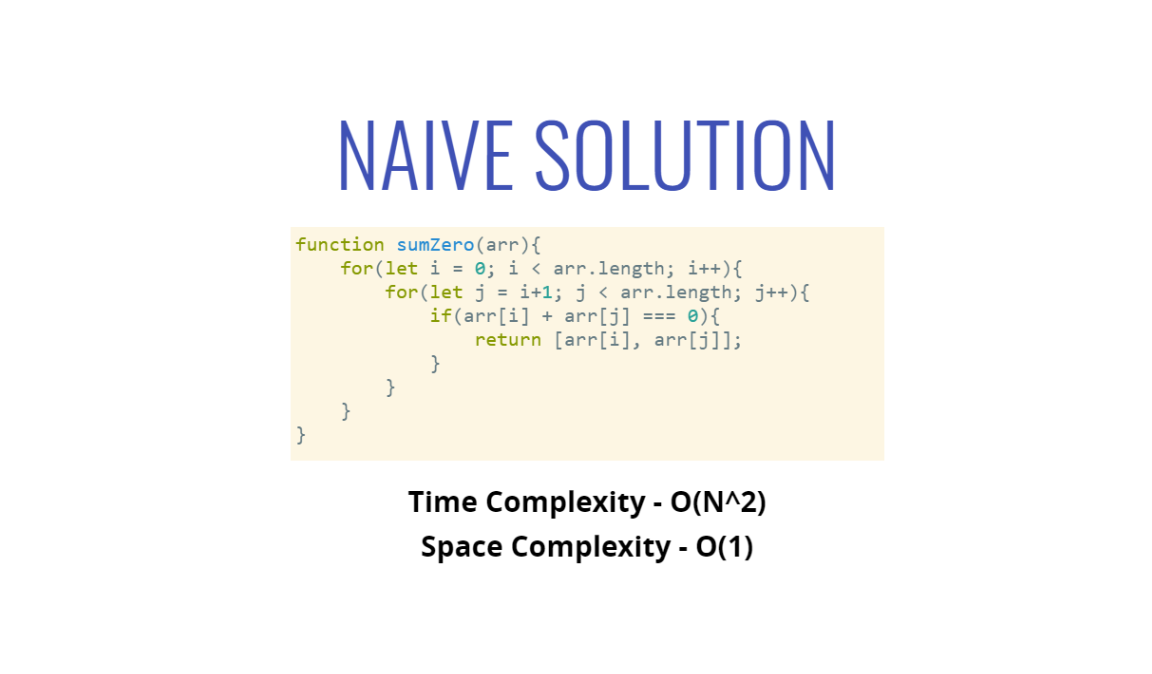 NAIVE SOLUTION
function sumZero(arr){
    for(let i = 0; i < arr.length; i++){
        for(let j = i+1; j < arr.length; j++){
            if(arr[i] + arr[j] === 0){
                return [arr[i], arr[j]];
            }
        }
    }
}
Time Complexity - O(N^2)
Space Complexity - O(1)